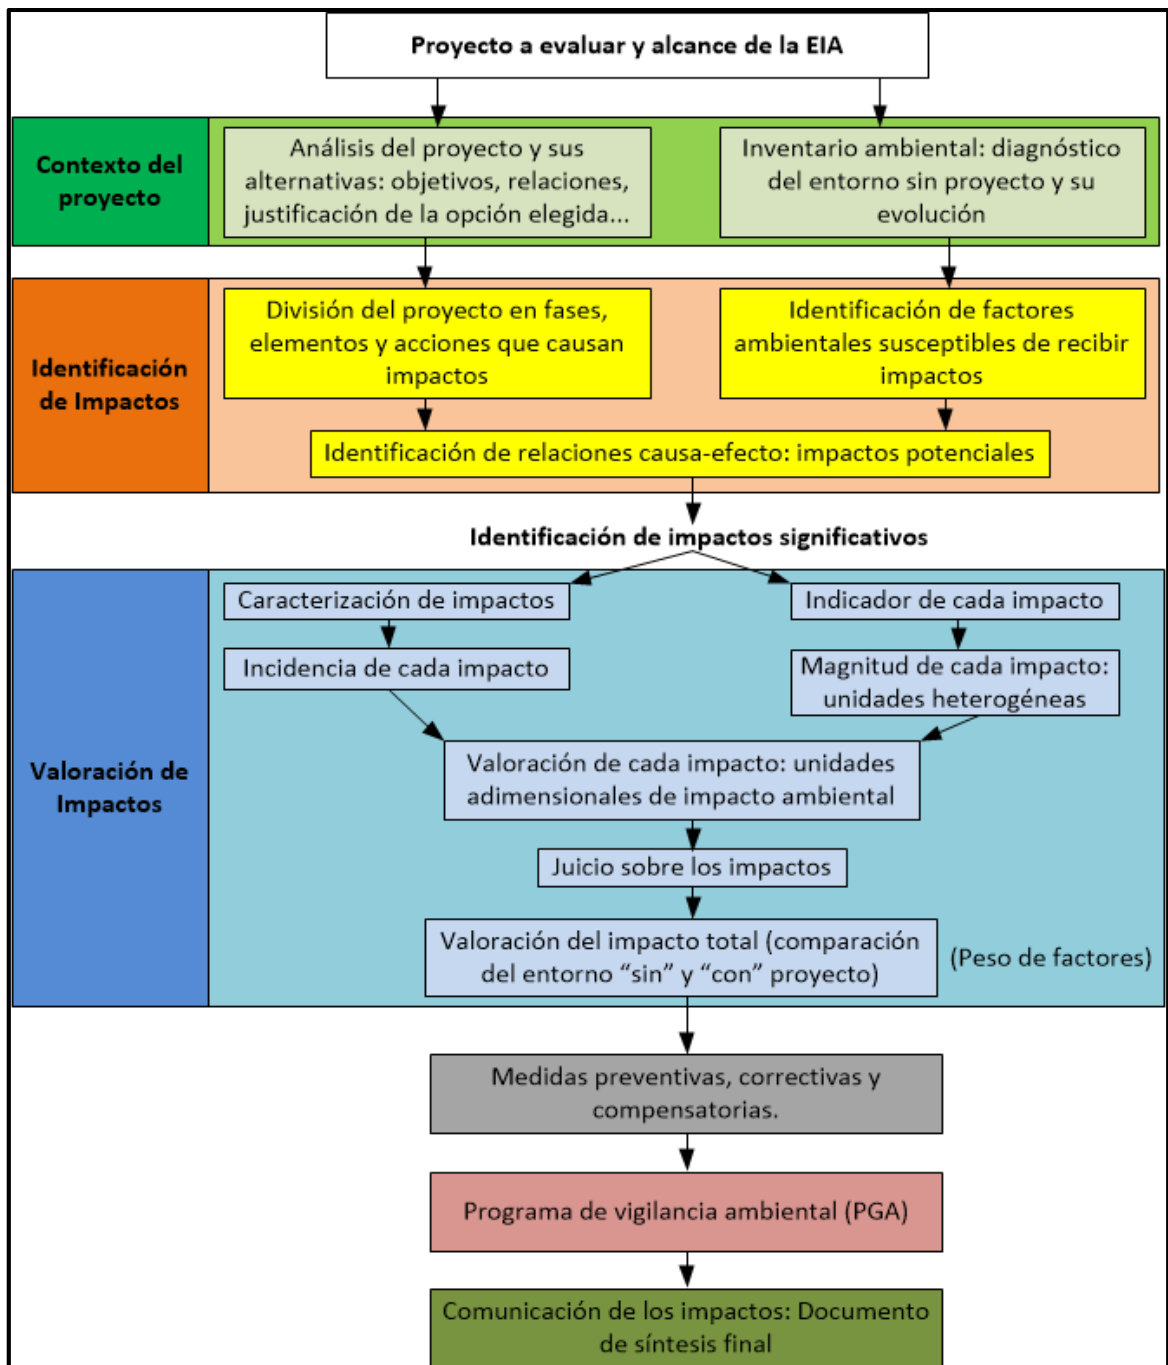 Proyecto a evaluar y alcance de la EIA
Contexto del
proyecto
Análisis del proyecto y sus
alternativas: objetivos, relaciones,
justificación de la opción elegida...
Inventario ambiental: diagnóstico
del entorno sin proyecto y su
evolución
Identificación
de Impactos
División del proyecto en fases,
elementos y acciones que causan
impactos
Identificación de factores
ambientales susceptibles de recibir
impactos
Identificación de relaciones causa-efecto: impactos potenciales
Identificación de impactos significativos
Valoración de
Impactos
Caracterización de impactos
Indicador de cada impacto
Incidencia de cada impacto
Magnitud de cada impacto:
unidades heterogéneas
Valoración de cada impacto: unidades
adimensionales de impacto ambiental
Juicio sobre los impactos
Valoración del impacto total (comparación
del entorno “sin” y “con” proyecto)
(Peso de factores)
Medidas preventivas, correctivas y
compensatorias.
Programa de vigilancia ambiental (PGA)
Comunicación de los impactos: Documento
de síntesis final